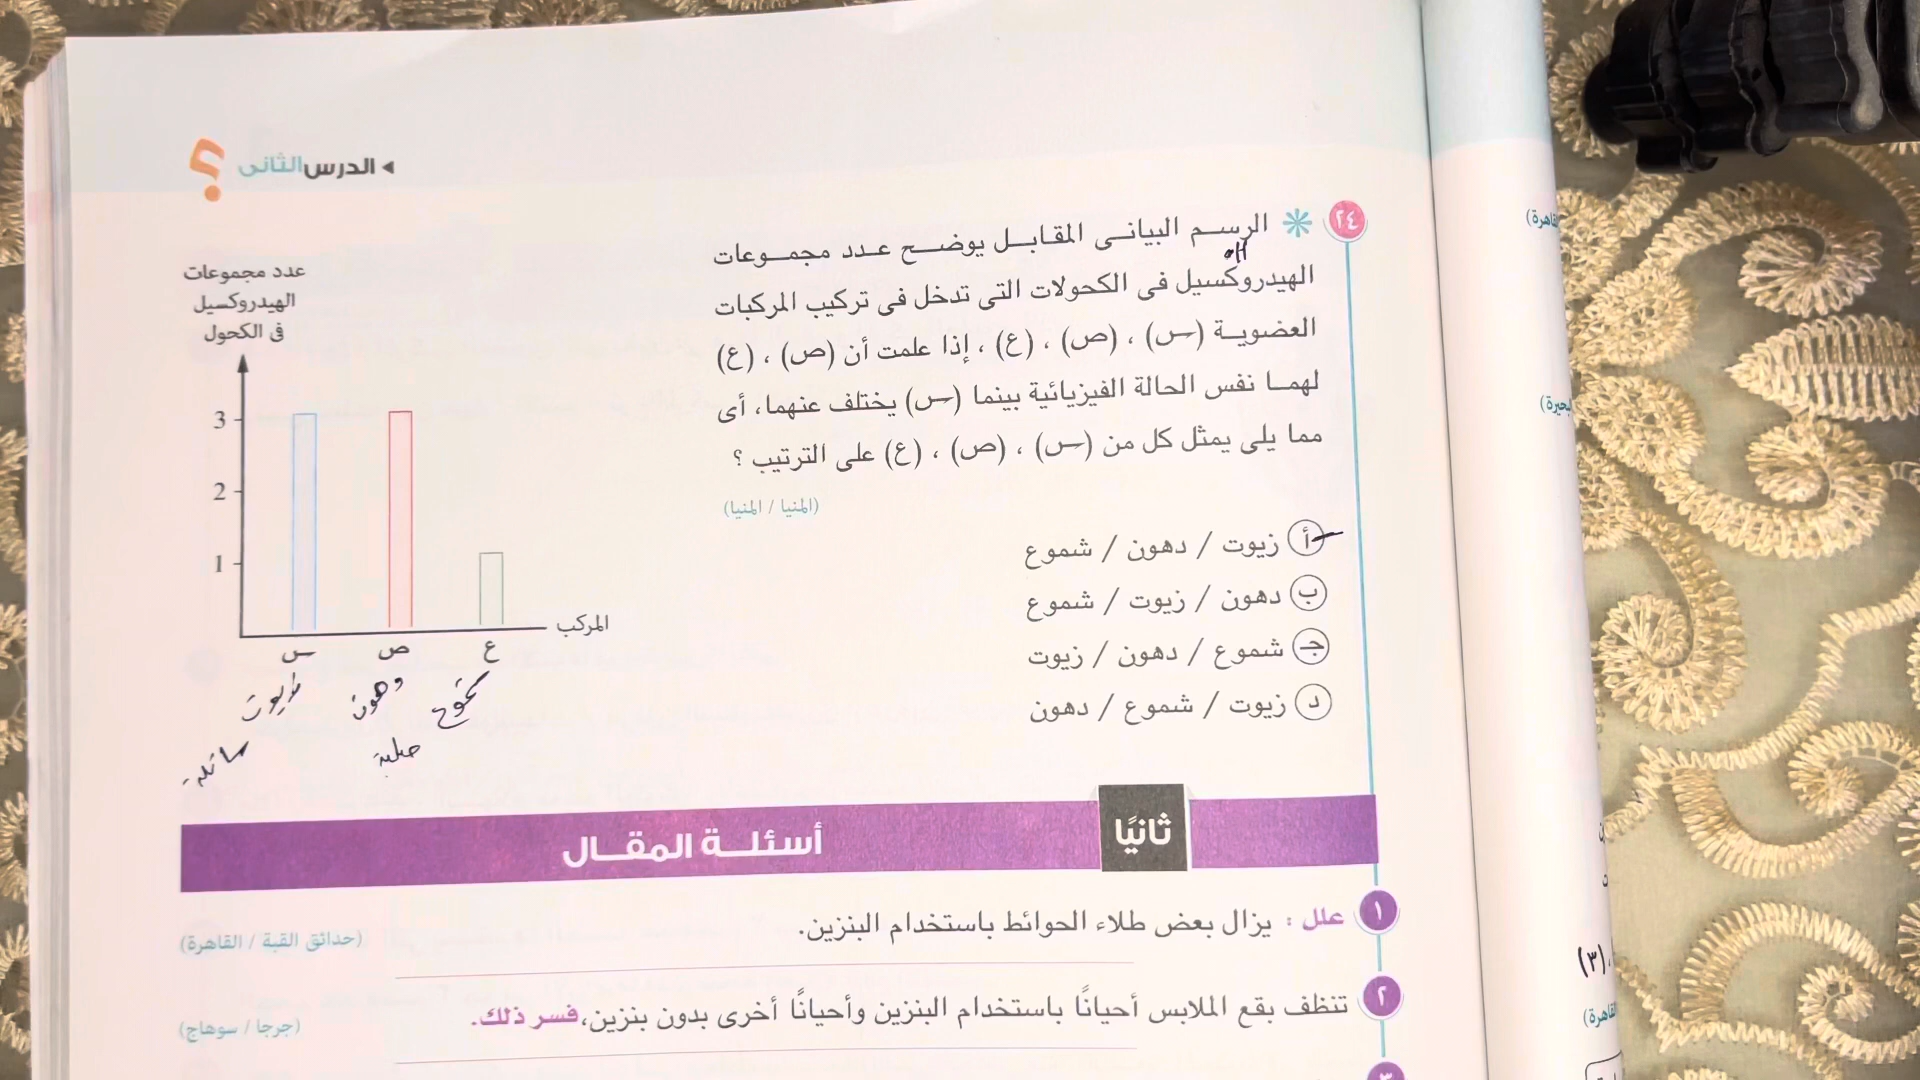 ◂ الدرس الثانى
؟
٢٤ * الرسم البيانى المقابل يوضح عدد مجموعات
OH
الهيدروكسيل فى الكحولات التى تدخل فى تركيب المركبات
العضوية (س) ، (ص) ، (ع) ، إذا علمت أن (ص) ، (ع)
لهما نفس الحالة الفيزيائية بينما (س) يختلف عنهما، أى
مما يلى يمثل كل من (س) ، (ص) ، (ع) على الترتيب ؟
(المنيا / المنيا)
أ زيوت / دهون / شموع
ب دهون / زيوت / شموع
جـ شموع / دهون / زيوت
د زيوت / شموع / دهون
عدد مجموعات
الهيدروكسيل
فى الكحول
3
2
1
المركب
س ص ع
زيوت دهون شموع
سائلة صلبة
ثانيًا أسئلة المقال
١ علل : يزال بعض طلاء الحوائط باستخدام البنزين.
(حدائق القبة / القاهرة)
٢ تنظف بقع الملابس أحيانًا باستخدام البنزين وأحيانًا أخرى بدون بنزين، فسر ذلك.
(جرجا / سوهاج)
٣
(٣)